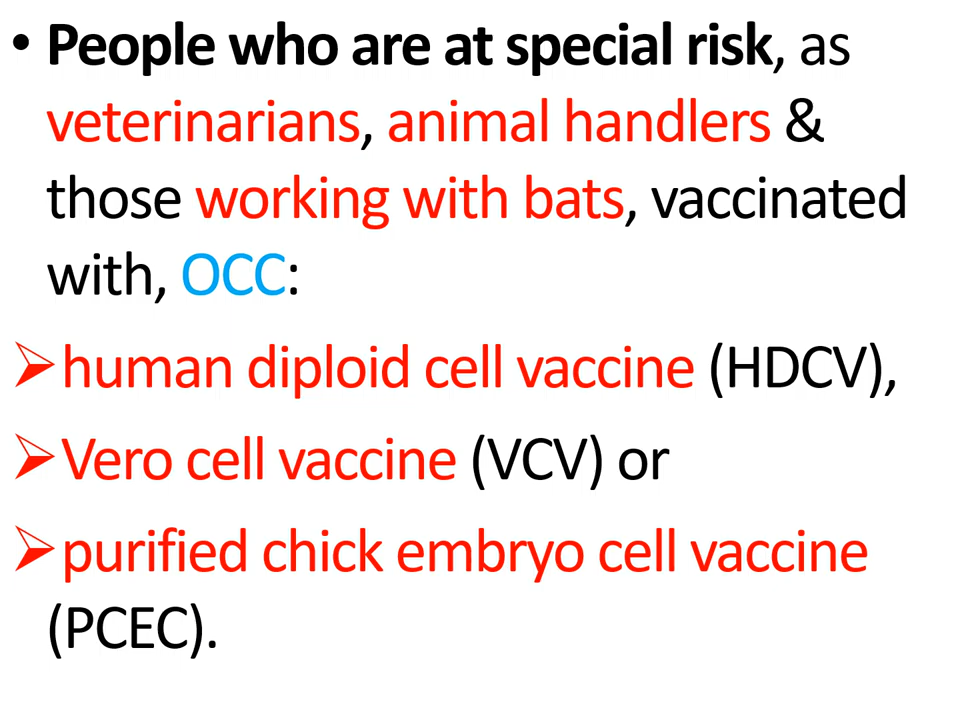 • People who are at special risk, as
veterinarians, animal handlers &
those working with bats, vaccinated
with, OCC:
➢human diploid cell vaccine (HDCV),
➢Vero cell vaccine (VCV) or
➢purified chick embryo cell vaccine
(PCEC).